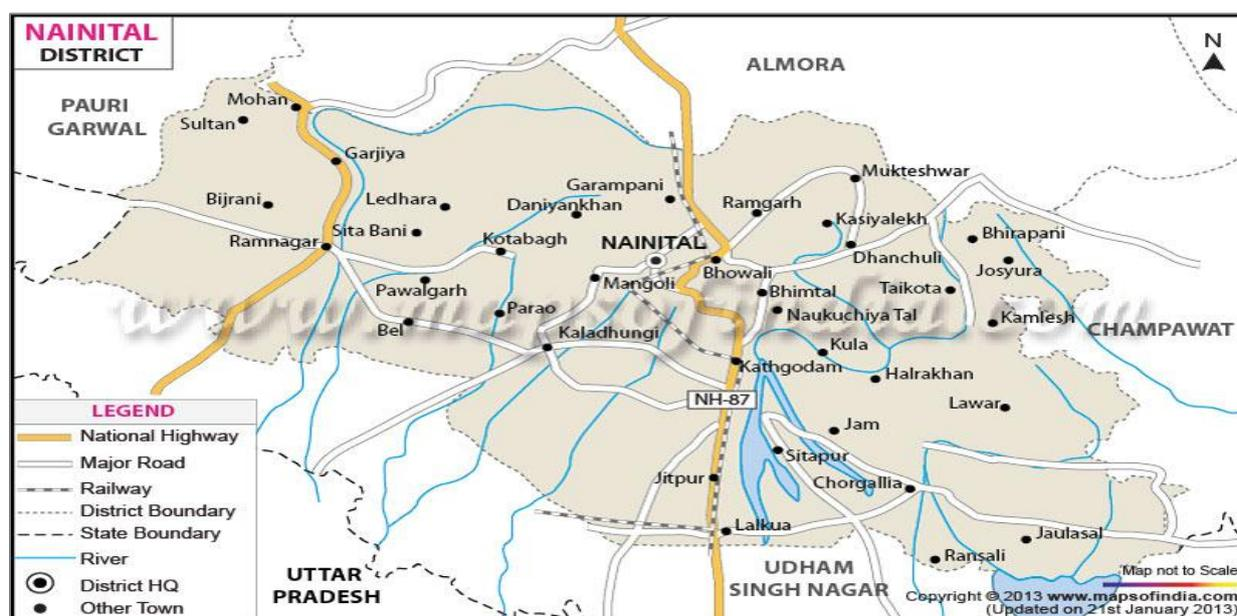 NAINITAL
DISTRICT
N
ALMORA
PAURI
GARWAL
Mohan
Sultan
Garjiya
Mukteshwar
Garampani
Bijrani
Ledhara
Daniyankhan
Ramgarh
Kasiyalekh
Sita Bani
Ramnagar
Kotabagh
NAINITAL
Bhirapani
Bhowali
Dhanchuli
Josyura
Mangoli
Pawalgarh
Bhimtal
Taikota
www.mapsofindia.com
Parao
Naukuchiya Tal
Kamlesh
CHAMPAWAT
Bel
Kaladhungi
Kula
Kathgodam
Halrakhan
NH-87
Lawar
Jam
Sitapur
Jitpur
Chorgallia
Lalkua
Jaulasal
Ransali
UTTAR
PRADESH
UDHAM
SINGH NAGAR
LEGEND
National Highway
Major Road
Railway
District Boundary
State Boundary
River
District HQ
Other Town
Map not to Scale
Copyright © 2013 www.mapsofindia.com
(Updated on 21st January 2013)